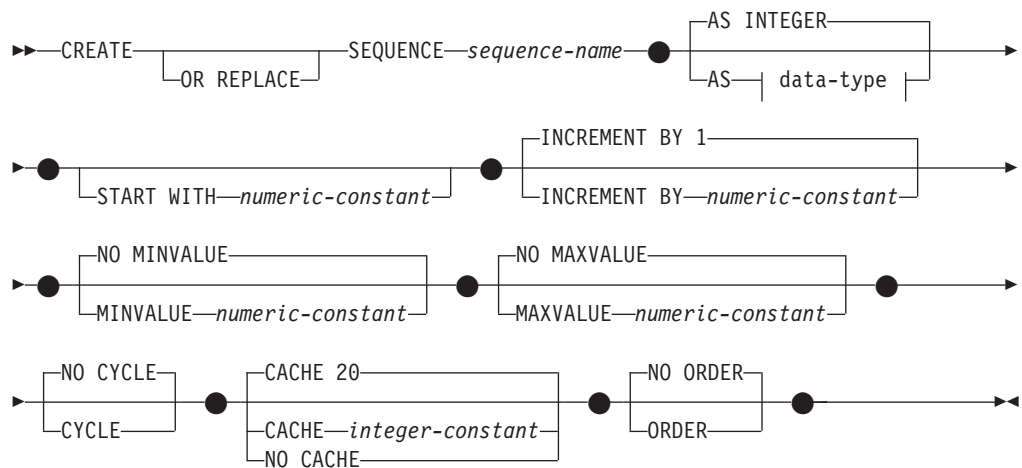 AS INTEGER
CREATE SEQUENCE sequence-name
OR REPLACE AS data-type
INCREMENT BY 1
START WITH numeric-constant INCREMENT BY numeric-constant
NO MINVALUE NO MAXVALUE
MINVALUE numeric-constant MAXVALUE numeric-constant
NO CYCLE CACHE 20 NO ORDER
CYCLE CACHE integer-constant ORDER
NO CACHE